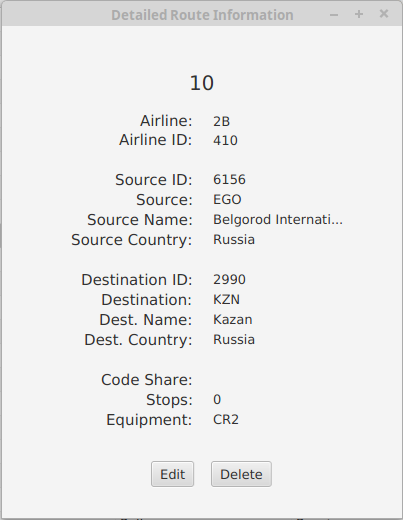 Detailed Route Information
10
Airline: 2B
Airline ID: 410
Source ID: 6156
Source: EGO
Source Name: Belgorod Internati...
Source Country: Russia
Destination ID: 2990
Destination: KZN
Dest. Name: Kazan
Dest. Country: Russia
Code Share:
Stops: 0
Equipment: CR2
Edit Delete